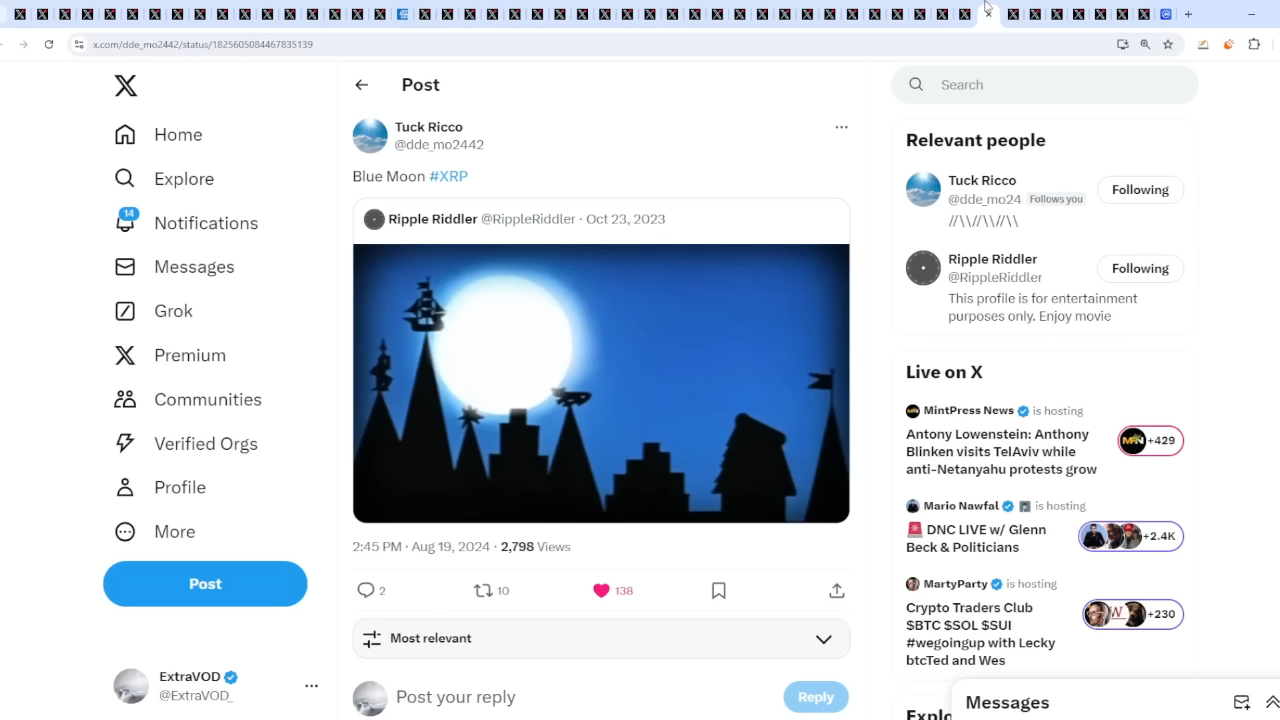 x.com/dde_mo2442/status/1825605084467835139
Home
Explore
14
Notifications
Messages
Grok
Premium
Communities
Verified Orgs
Profile
More
Post
ExtraVOD
@ExtraVOD_
Post
Tuck Ricco
@dde_mo2442
Blue Moon #XRP
Ripple Riddler @RippleRiddler · Oct 23, 2023
2:45 PM · Aug 19, 2024 · 2,798 Views
2
10
138
Most relevant
Post your reply
Reply
Search
Relevant people
Tuck Ricco
@dde_mo24 Follows you
Following
//\\//\\//\\
Ripple Riddler
@RippleRiddler
Following
This profile is for entertainment
purposes only. Enjoy movie
Live on X
MintPress News is hosting
Antony Lowenstein: Anthony
Blinken visits TelAviv while
anti-Netanyahu protests grow
+429
Mario Nawfal is hosting
🚨 DNC LIVE w/ Glenn
Beck & Politicians
+2.4K
MartyParty is hosting
Crypto Traders Club
$BTC $SOL $SUI
#wegoingup with Lecky
btcTed and Wes
+230
Messages
Explo